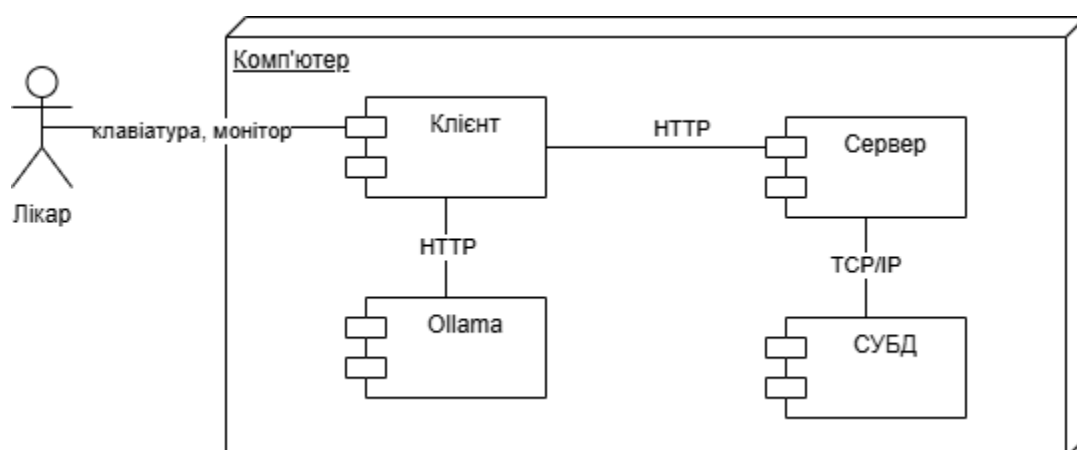 Комп'ютер
клавіатура, монітор
Клієнт
HTTP
Сервер
Лікар
HTTP
TCP/IP
Ollama
СУБД